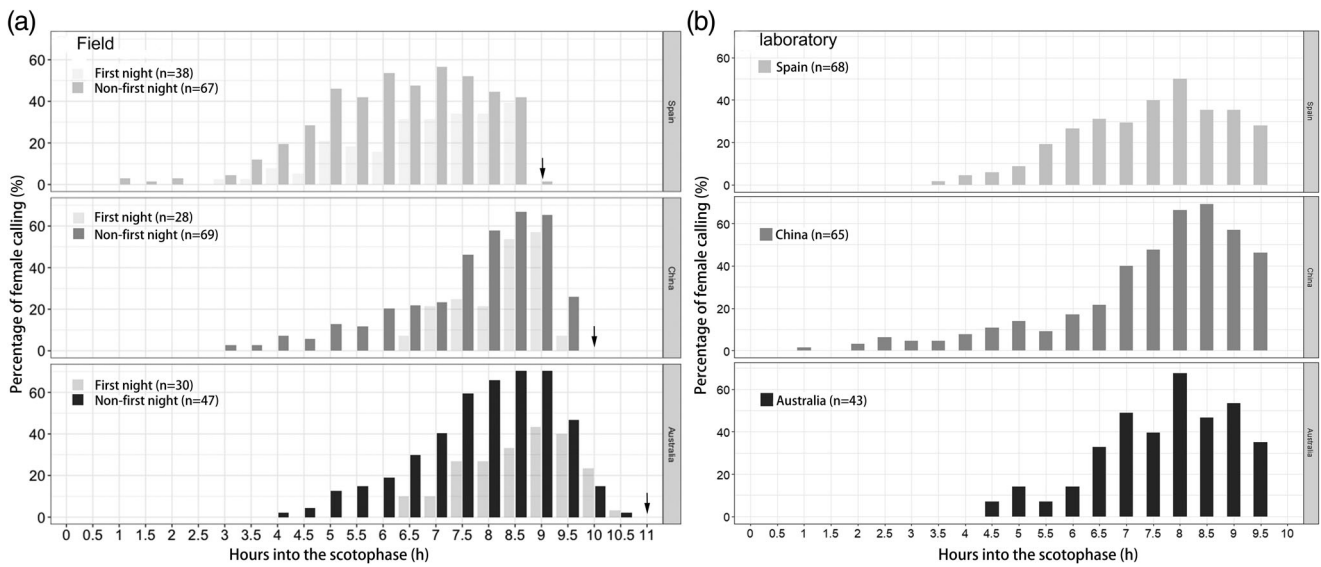 (a)
Field
First night (n=38)
Non-first night (n=67)
60
40
20
0
Spain
First night (n=28)
Non-first night (n=69)
60
40
20
0
China
First night (n=30)
Non-first night (n=47)
60
40
20
0
Australia
Percentage of female calling (%)
0 0.5 1 1.5 2 2.5 3 3.5 4 4.5 5 5.5 6 6.5 7 7.5 8 8.5 9 9.5 10 10.5 11
Hours into the scotophase (h)
(b)
laboratory
Spain (n=68)
60
40
20
0
Spain
China (n=65)
60
40
20
0
China
Australia (n=43)
60
40
20
0
Australia
Percentage of female calling (%)
0 0.5 1 1.5 2 2.5 3 3.5 4 4.5 5 5.5 6 6.5 7 7.5 8 8.5 9 9.5 10
Hours into the scotophase (h)